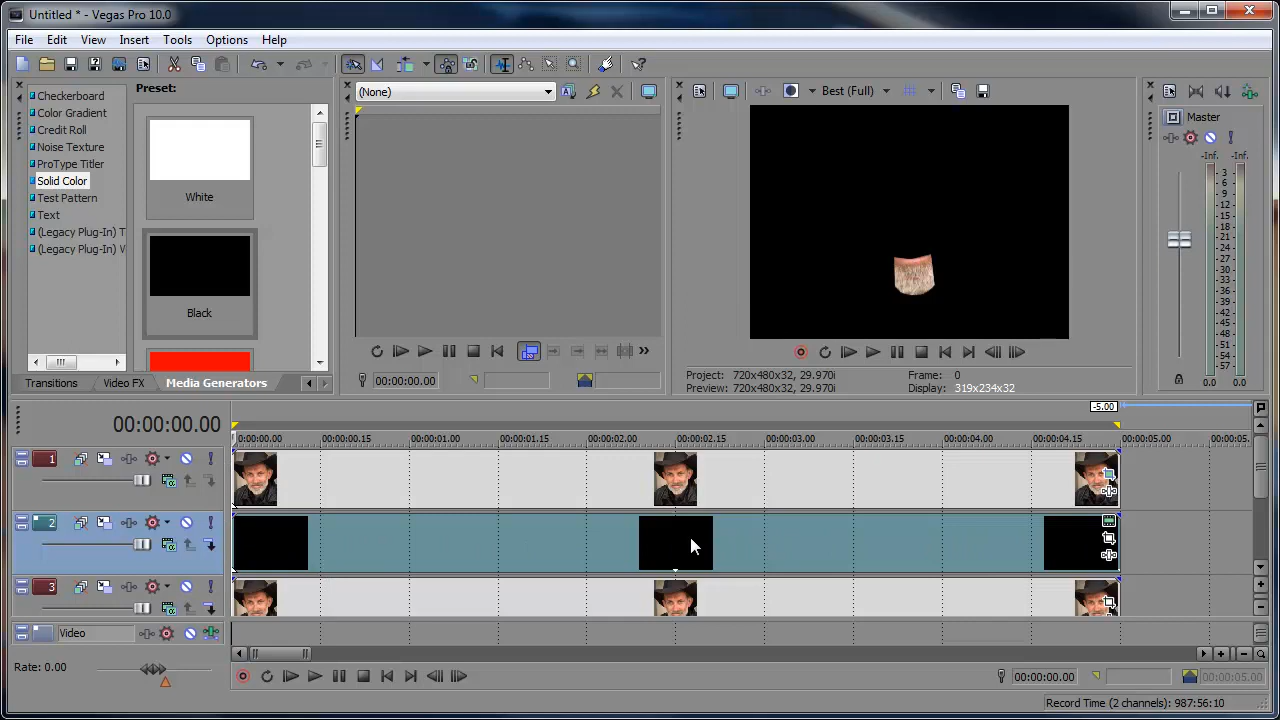 Untitled * - Vegas Pro 10.0
File Edit View Insert Tools Options Help
Checkerboard
Color Gradient
Credit Roll
Noise Texture
ProType Titler
Solid Color
Test Pattern
Text
(Legacy Plug-In) T
(Legacy Plug-In) V
Preset:
White
Black
Transitions Video FX Media Generators
(None)
00:00:00.00
Best (Full)
Project: 720x480x32, 29.970i
Preview: 720x480x32, 29.970i
Frame: 0
Display: 319x234x32
Master
-Inf. -Inf.
3
6
9
12
15
18
21
24
27
30
33
36
39
42
45
48
51
54
57
0.0 0.0
00:00:00.00
-5.00
00:00:00.00 00:00:00.15 00:00:01.00 00:00:01.15 00:00:02.00 00:00:02.15 00:00:03.00 00:00:03.15 00:00:04.00 00:00:04.15 00:00:05.00 00:00:05.
1
2
3
Video
Rate: 0.00
00:00:00.00 00:00:05.00
Record Time (2 channels): 987:56:10